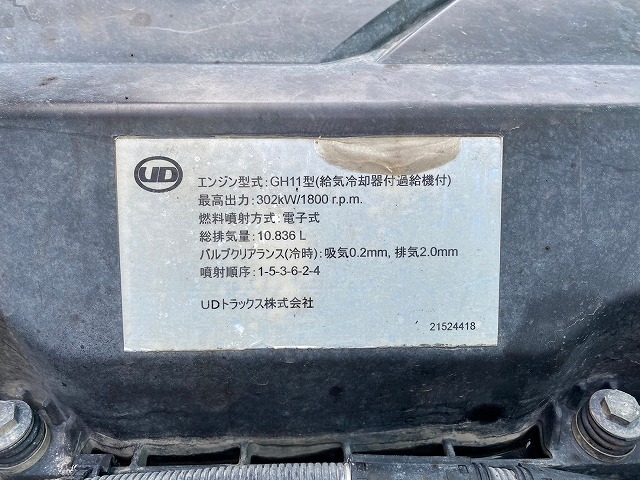 UD
エンジン型式:GH11型(給気冷却器付過給機付)
最高出力:302kW/1800 r.p.m.
燃料噴射方式:電子式
総排気量:10.836 L
バルブクリアランス(冷時):吸気0.2mm, 排気2.0mm
噴射順序:1-5-3-6-2-4
UDトラックス株式会社
21524418